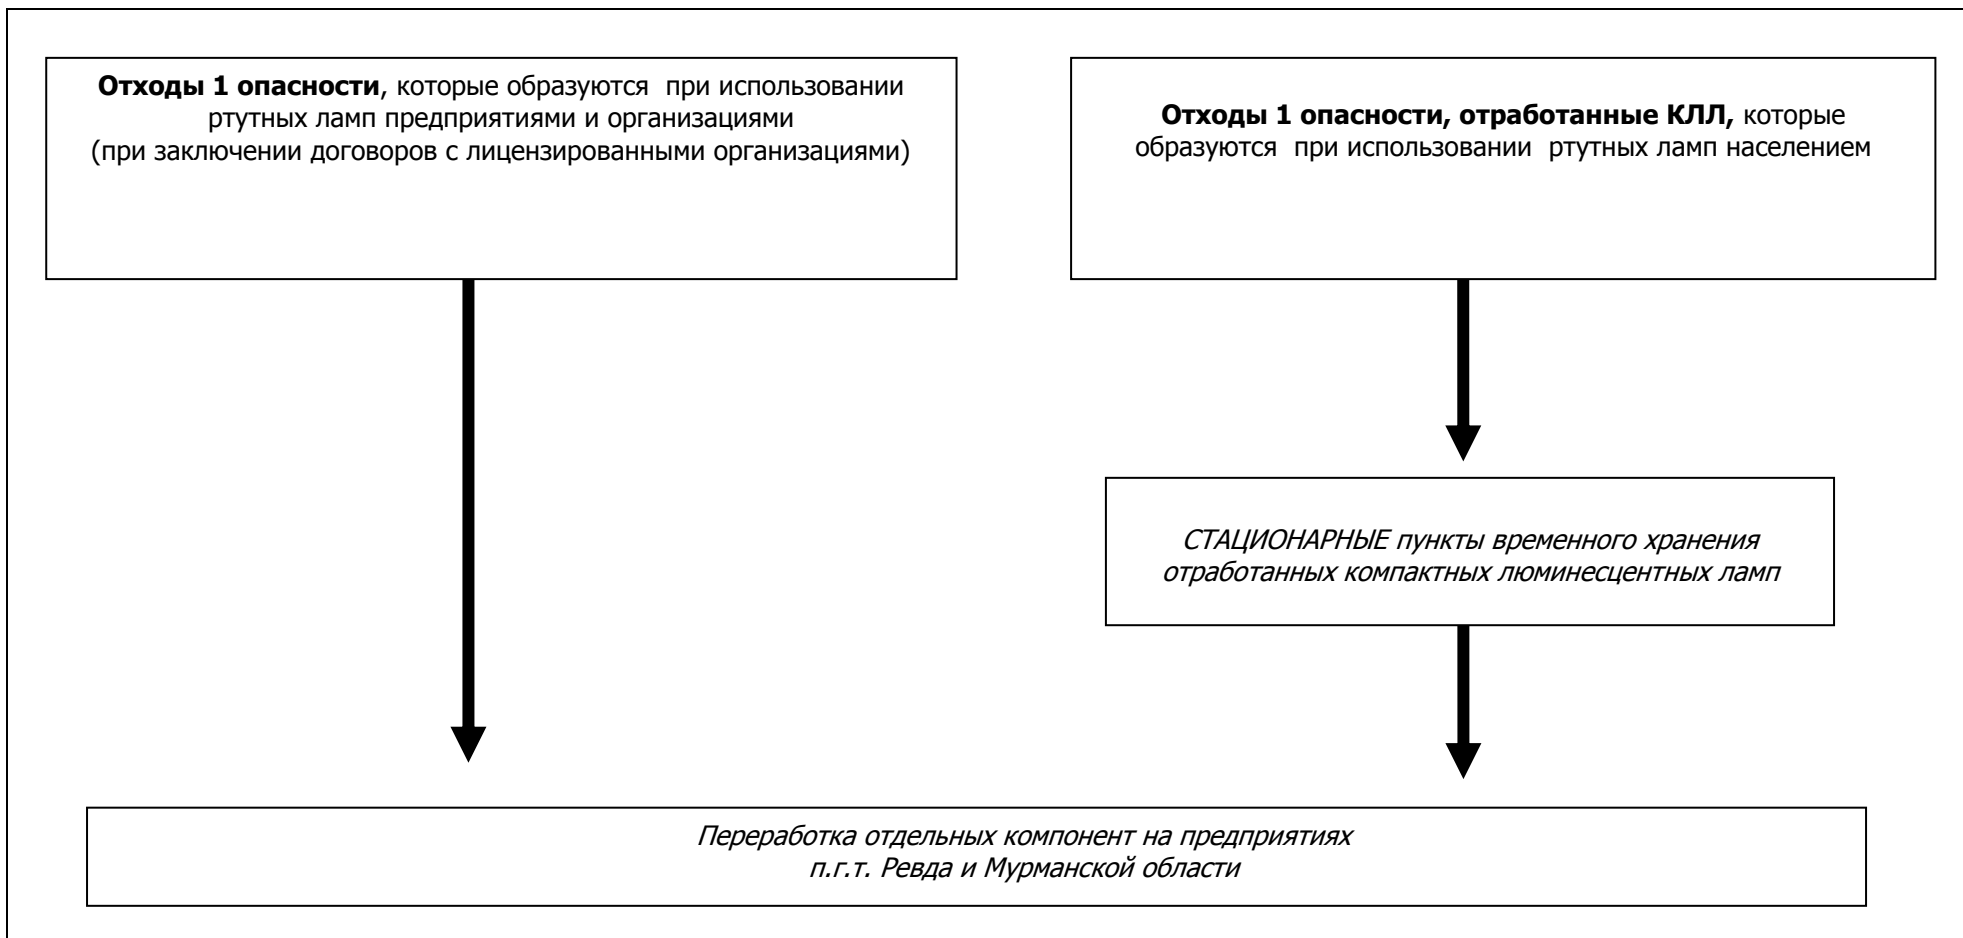 Отходы 1 опасности, которые образуются при использовании
ртутных ламп предприятиями и организациями
(при заключении договоров с лицензированными организациями)
Отходы 1 опасности, отработанные КЛЛ, которые
образуются при использовании ртутных ламп населением
СТАЦИОНАРНЫЕ пункты временного хранения
отработанных компактных люминесцентных ламп
Переработка отдельных компонент на предприятиях
п.г.т. Ревда и Мурманской области